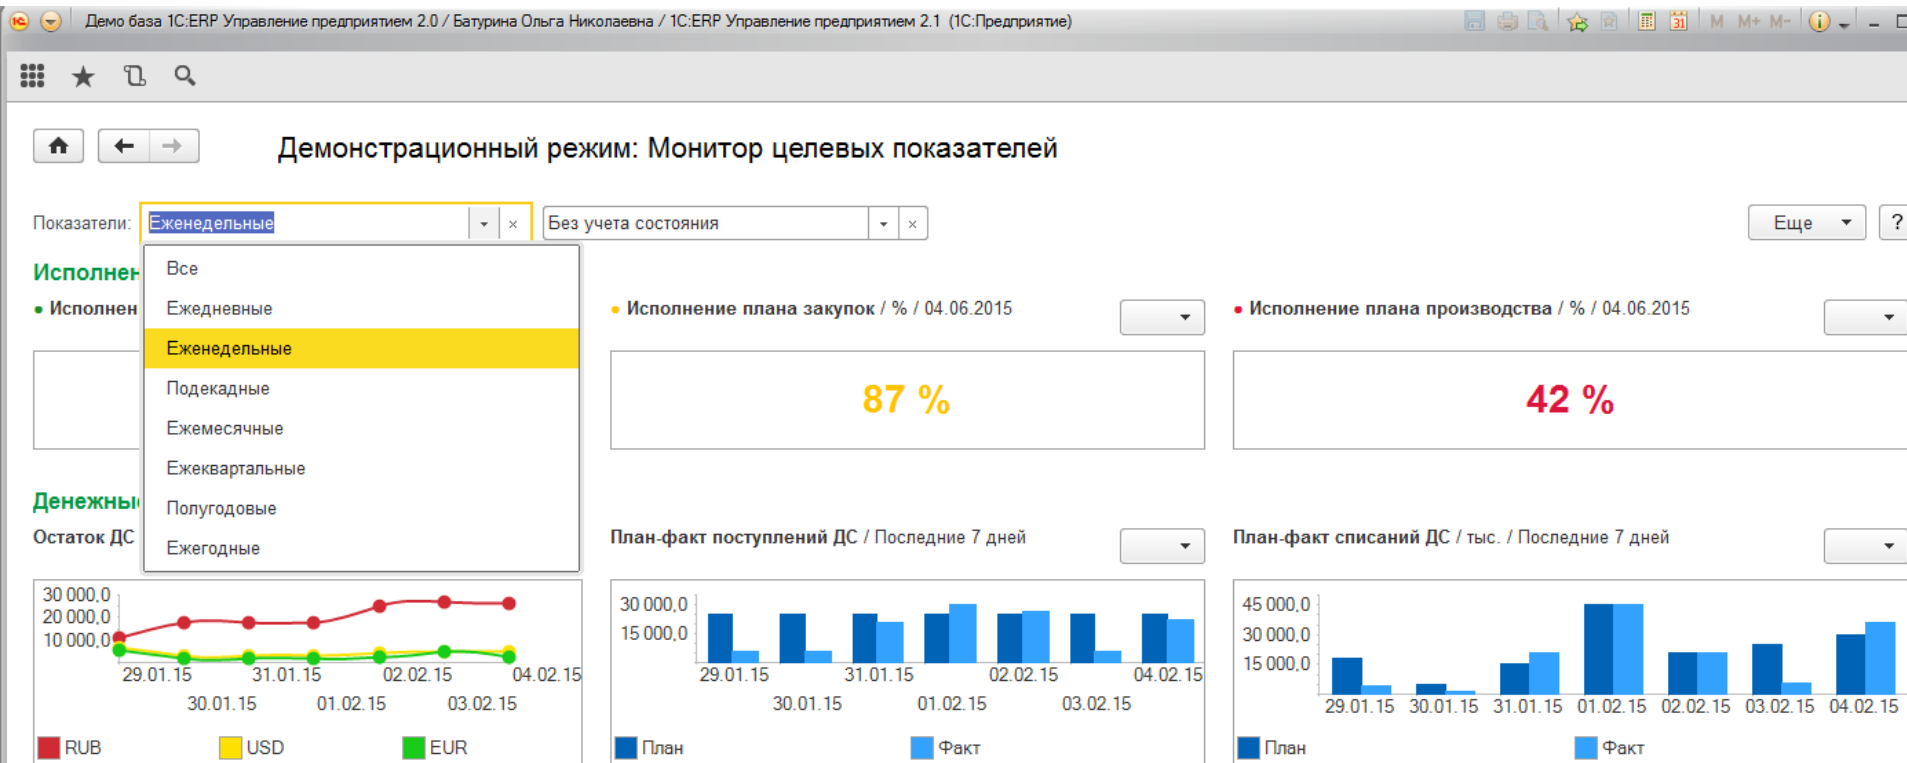 Демо база 1С:ERP Управление предприятием 2.0 / Батурина Ольга Николаевна / 1С:ERP Управление предприятием 2.1 (1С:Предприятие)
M M+ M-
31
Демонстрационный режим: Монитор целевых показателей
Показатели: Еженедельные
Без учета состояния
Еще
?
Все
Ежедневные
Еженедельные
Подекадные
Ежемесячные
Ежеквартальные
Полугодовые
Ежегодные
Исполнен
Исполнен
Исполнение плана закупок / % / 04.06.2015
Исполнение плана производства / % / 04.06.2015
87 %
42 %
Денежны
Остаток ДС
План-факт поступлений ДС / Последние 7 дней
План-факт списаний ДС / тыс. / Последние 7 дней
30 000,0
20 000,0
10 000,0
29.01.15 31.01.15 02.02.15 04.02.15
30.01.15 01.02.15 03.02.15
RUB USD EUR
30 000,0
15 000,0
29.01.15 31.01.15 02.02.15 04.02.15
30.01.15 01.02.15 03.02.15
План Факт
45 000,0
30 000,0
15 000,0
29.01.15 30.01.15 31.01.15 01.02.15 02.02.15 03.02.15 04.02.15
План Факт